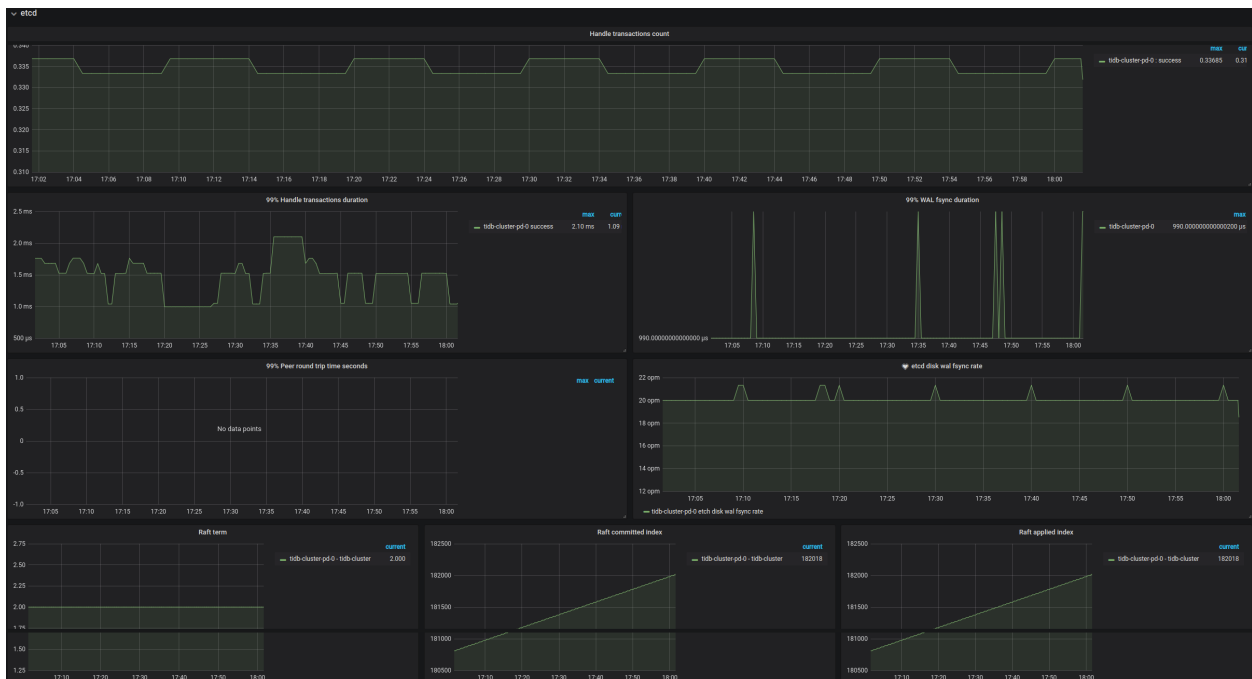 etcd
Handle transactions count
max cur
0.340
0.335
0.330
0.325
0.320
0.315
0.310
tidb-cluster-pd-0 : success 0.33685 0.31
17:02 17:04 17:06 17:08 17:10 17:12 17:14 17:16 17:18 17:20 17:22 17:24 17:26 17:28 17:30 17:32 17:34 17:36 17:38 17:40 17:42 17:44 17:46 17:48 17:50 17:52 17:54 17:56 17:58 18:00
99% Handle transactions duration
2.5 ms
2.0 ms
1.5 ms
1.0 ms
500 µs
max curr
tidb-cluster-pd-0 success 2.10 ms 1.09
17:05 17:10 17:15 17:20 17:25 17:30 17:35 17:40 17:45 17:50 17:55 18:00
99% WAL fsync duration
max
tidb-cluster-pd-0 990.000000000000200 µs
990.00000000000000 µs
17:05 17:10 17:15 17:20 17:25 17:30 17:35 17:40 17:45 17:50 17:55 18:00
99% Peer round trip time seconds
1.0
0.5
0
-0.5
-1.0
max current
No data points
17:05 17:10 17:15 17:20 17:25 17:30 17:35 17:40 17:45 17:50 17:55 18:00
etcd disk wal fsync rate
22 opm
20 opm
18 opm
16 opm
14 opm
12 opm
17:05 17:10 17:15 17:20 17:25 17:30 17:35 17:40 17:45 17:50 17:55 18:00
tidb-cluster-pd-0 etch disk wal fsync rate
Raft term
2.75
2.50
2.25
2.00
1.75
1.50
1.25
current
tidb-cluster-pd-0 - tidb-cluster 2.000
17:10 17:20 17:30 17:40 17:50 18:00
Raft committed index
182500
182000
181500
181000
180500
current
tidb-cluster-pd-0 - tidb-cluster 182018
17:10 17:20 17:30 17:40 17:50 18:00
Raft applied index
182500
182000
181500
181000
180500
current
tidb-cluster-pd-0 - tidb-cluster 182018
17:10 17:20 17:30 17:40 17:50 18:00